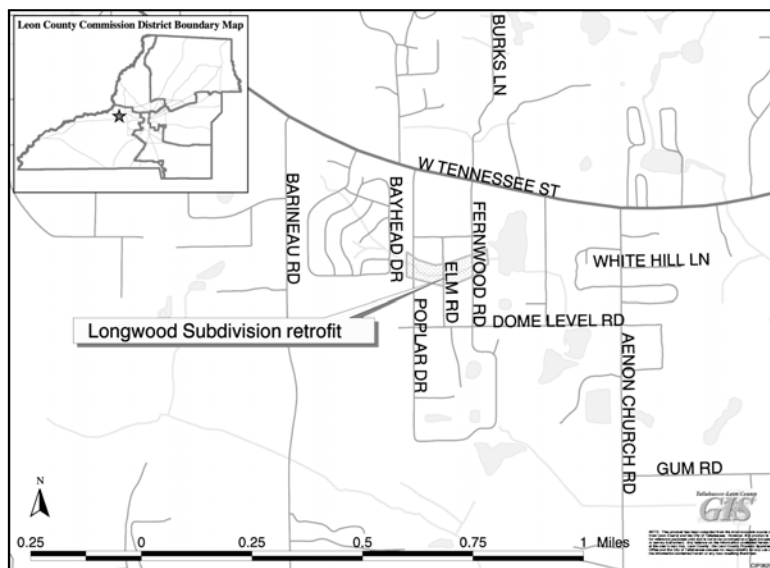 Leon County Commission District Boundary Map
BURKS LN
W TENNESSEE ST
BARINEAU RD
BAYHEAD DR
FERNWOOD RD
ELM RD
WHITE HILL LN
Longwood Subdivision retrofit
POPLAR DR
DOME LEVEL RD
AENON CHURCH RD
GUM RD
N
Tallahassee-Leon County
GIS
0.25 0 0.25 0.5 0.75 1 Miles